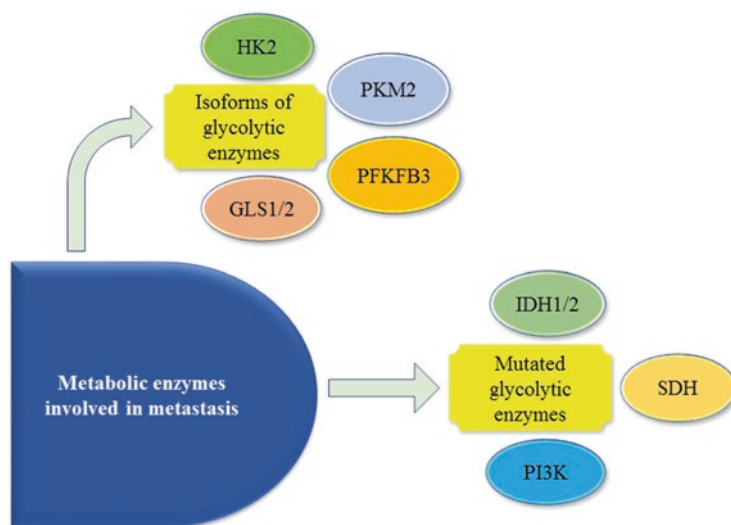 HK2
PKM2
Isoforms of
glycolytic
enzymes
PFKFB3
GLS1/2
IDH1/2
Metabolic enzymes
involved in metastasis
Mutated
glycolytic
enzymes
SDH
PI3K